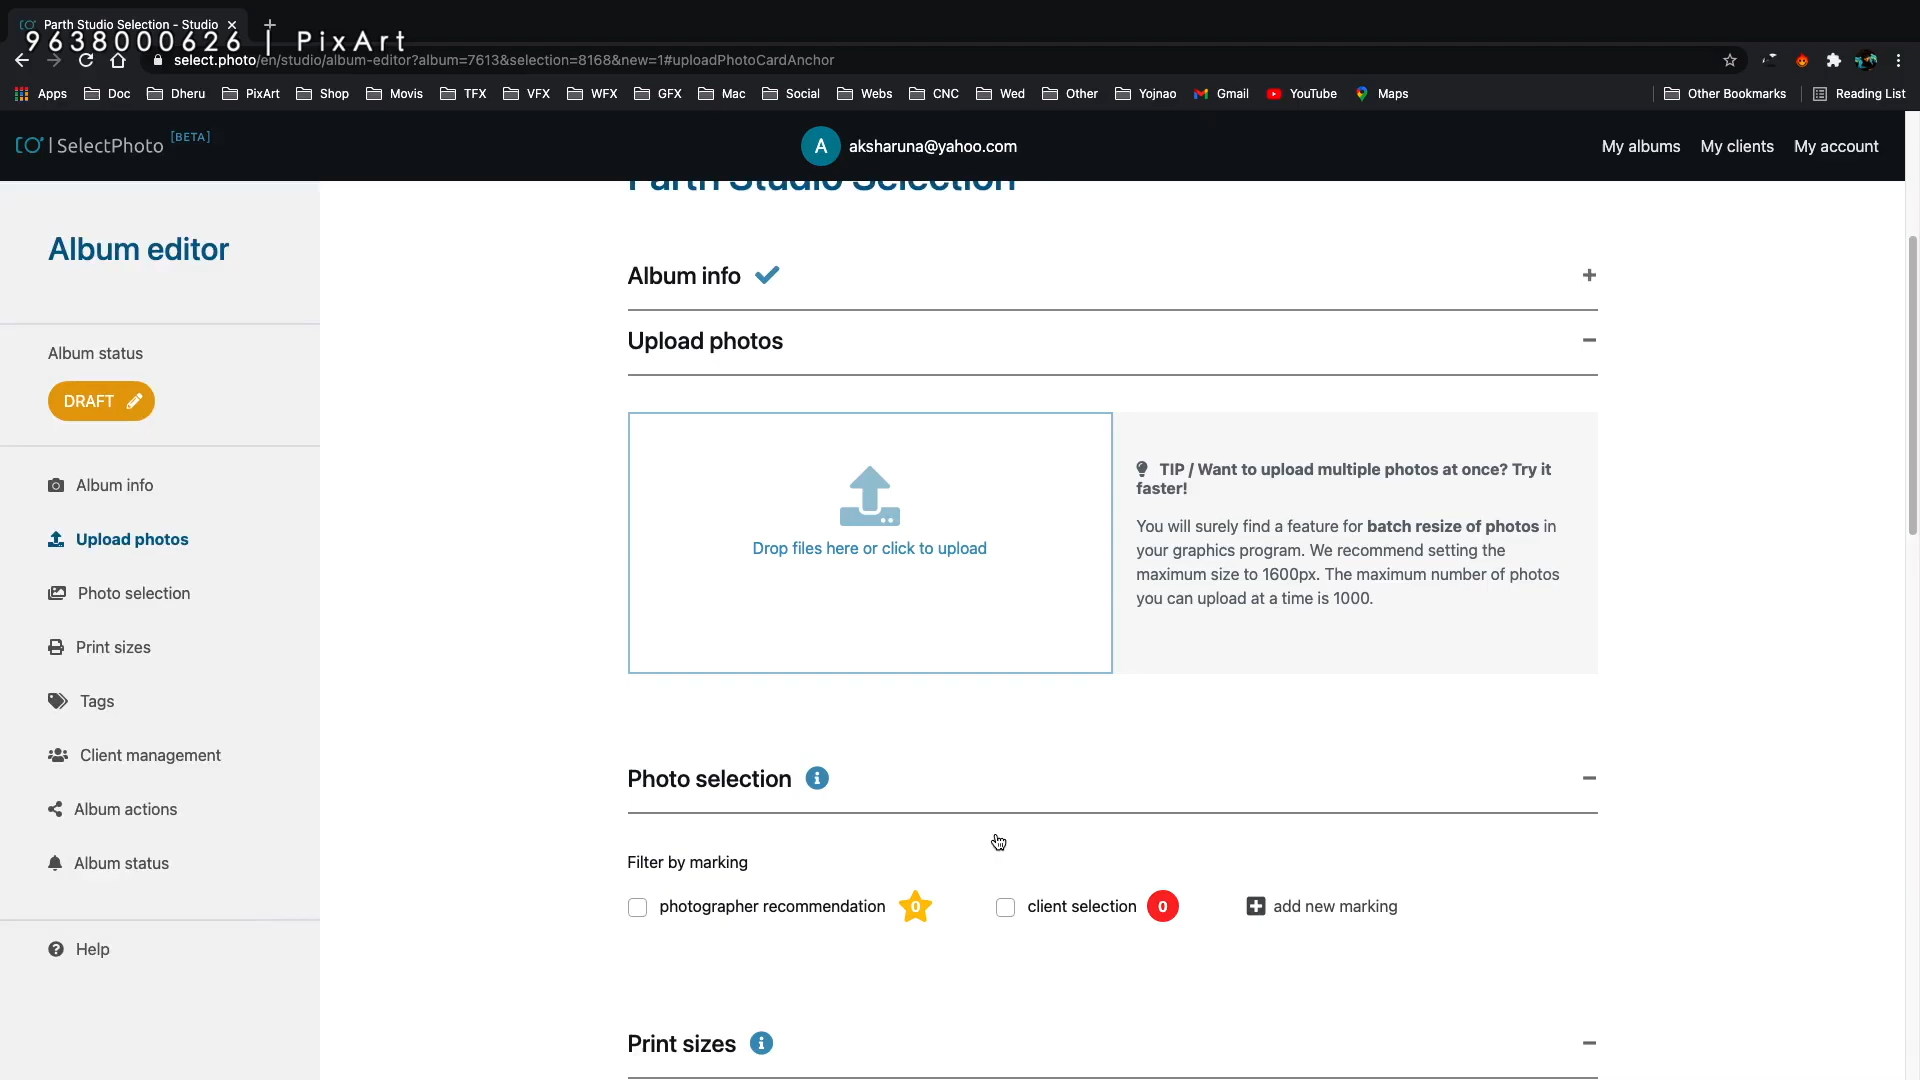 Parth Studio Selection - Studio
9638000626 | PixArt
select.photo/en/studio/album-editor?album=7613&selection=8168&new=1#uploadPhotoCardAnchor
Apps Doc Dheru PixArt Shop Movis TFX VFX WFX GFX Mac Social Webs CNC Wed Other Yojnao Gmail YouTube Maps Other Bookmarks Reading List
SelectPhoto [BETA]
A aksharuna@yahoo.com
My albums My clients My account
Parth Studio Selection
Album editor
Album status
DRAFT
Album info
Upload photos
Photo selection
Print sizes
Tags
Client management
Album actions
Album status
Help
Album info
Upload photos
Drop files here or click to upload
TIP / Want to upload multiple photos at once? Try it
faster!
You will surely find a feature for batch resize of photos in
your graphics program. We recommend setting the
maximum size to 1600px. The maximum number of photos
you can upload at a time is 1000.
Photo selection
Filter by marking
photographer recommendation 0 client selection 0 add new marking
Print sizes